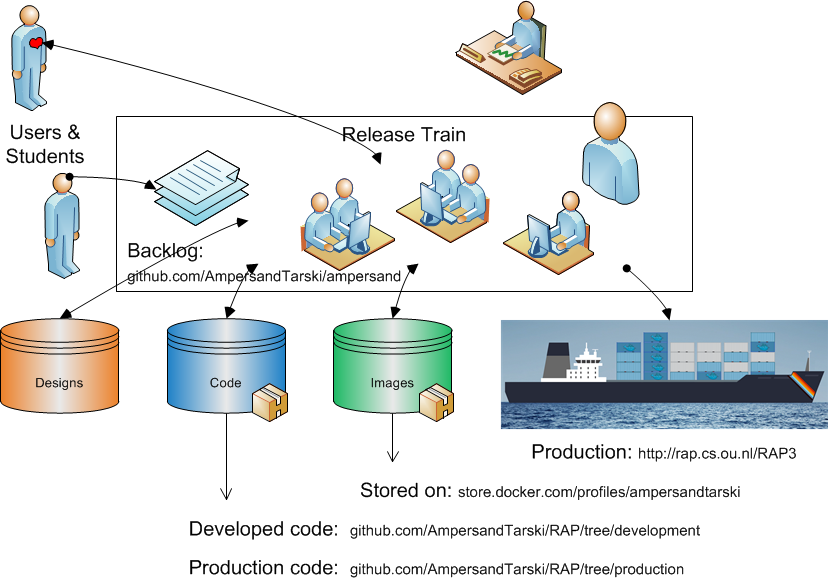 Release Train
Users &
Students
Backlog:
github.com/AmpersandTarski/ampersand
Designs
Code
Images
Production: http://rap.cs.ou.nl/RAP3
Stored on: store.docker.com/profiles/ampersandtarski
Developed code: github.com/AmpersandTarski/RAP/tree/development
Production code: github.com/AmpersandTarski/RAP/tree/production